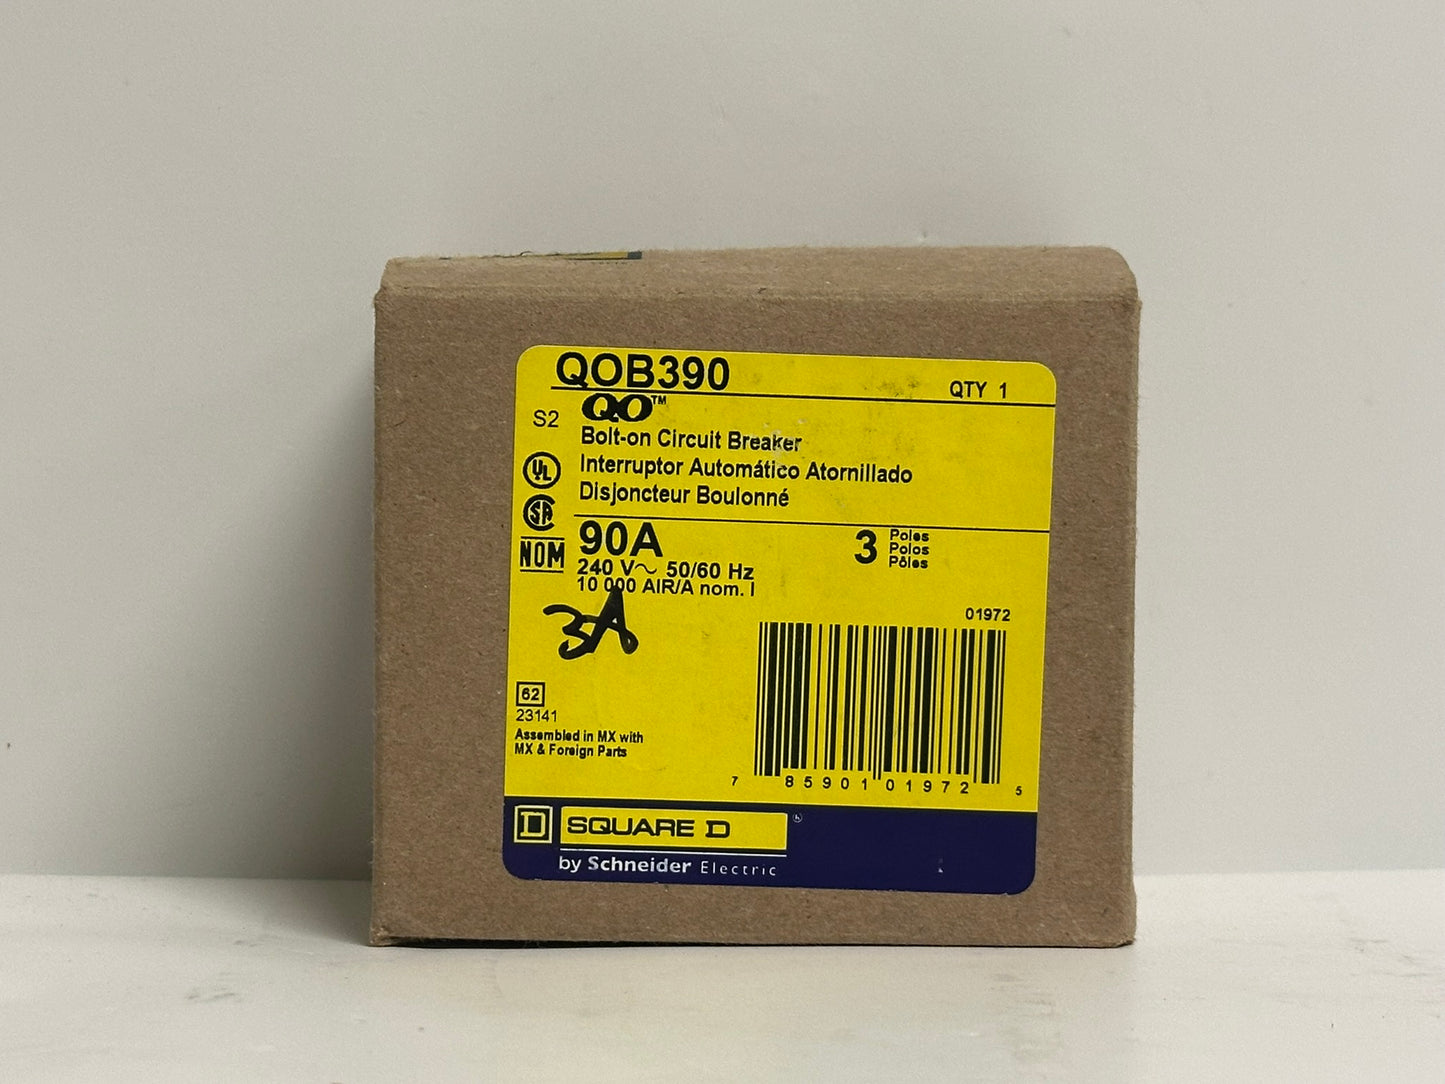 QOB390
QTY 1
S2
QO™
Bolt-on Circuit Breaker
Interruptor Automático Atornillado
Disjoncteur Boulonné
UL
SA
NOM
90A
3 Poles
Polos
Pôles
240 V~ 50/60 Hz
10 000 AIR/A nom. I
3A
01972
62
23141
Assembled in MX with
MX & Foreign Parts
7 85901 01972 5
D SQUARE D ®
by Schneider Electric